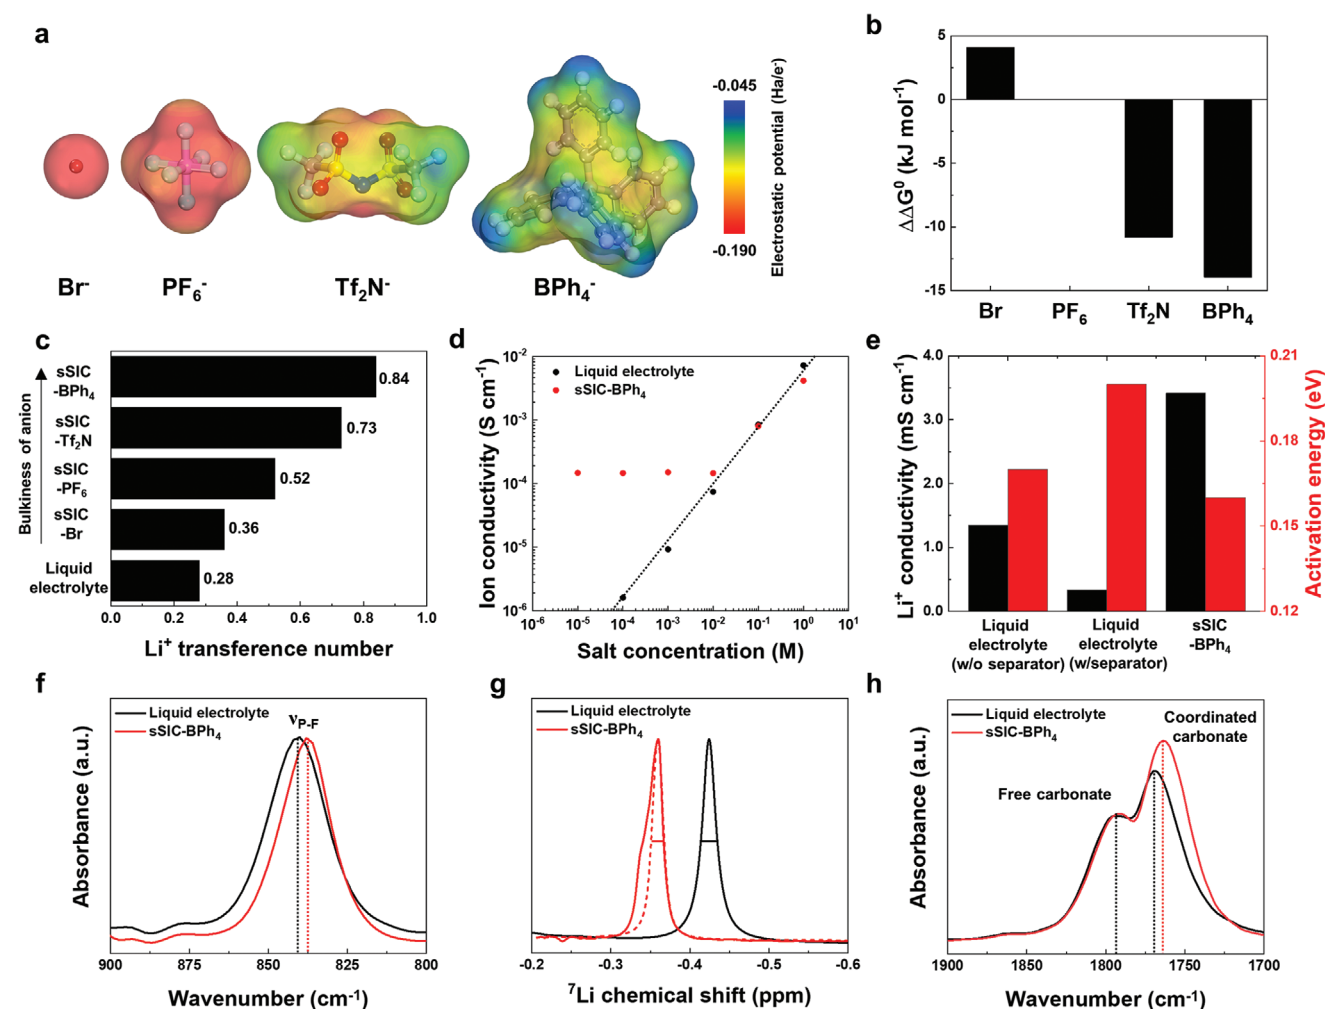 a
-0.045
-0.190
Electrostatic potential (Ha/e⁻)
Br⁻
PF₆⁻
Tf₂N⁻
BPh₄⁻
b
5
0
-5
-10
-15
ΔΔG⁰ (kJ mol⁻¹)
Br
PF₆
Tf₂N
BPh₄
c
Bulkiness of anion
sSIC
-BPh₄
0.84
sSIC
-Tf₂N
0.73
sSIC
-PF₆
0.52
sSIC
-Br
0.36
Liquid
electrolyte
0.28
0.0 0.2 0.4 0.6 0.8 1.0
Li⁺ transference number
d
Ion conductivity (S cm⁻¹)
10⁻²
10⁻³
10⁻⁴
10⁻⁵
10⁻⁶
Liquid electrolyte
sSIC-BPh₄
10⁻⁶ 10⁻⁵ 10⁻⁴ 10⁻³ 10⁻² 10⁻¹ 10⁰ 10¹
Salt concentration (M)
e
Li⁺ conductivity (mS cm⁻¹)
4.0
3.0
2.0
1.0
0.0
0.21
0.18
0.15
0.12
Activation energy (eV)
Liquid
electrolyte
(w/o separator)
Liquid
electrolyte
(w/separator)
sSIC
-BPh₄
f
Absorbance (a.u.)
Liquid electrolyte
sSIC-BPh₄
νP-F
900 875 850 825 800
Wavenumber (cm⁻¹)
g
Absorbance (a.u.)
Liquid electrolyte
sSIC-BPh₄
-0.2 -0.3 -0.4 -0.5 -0.6
⁷Li chemical shift (ppm)
h
Absorbance (a.u.)
Liquid electrolyte
sSIC-BPh₄
Coordinated
carbonate
Free carbonate
1900 1850 1800 1750 1700
Wavenumber (cm⁻¹)